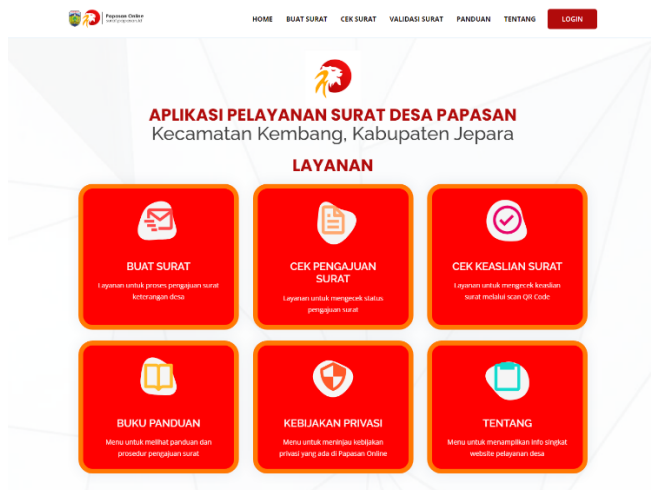 Papasan Online
HOME BUAT SURAT CEK SURAT VALIDASI SURAT PANDUAN TENTANG LOGIN
APLIKASI PELAYANAN SURAT DESA PAPASAN
Kecamatan Kembang, Kabupaten Jepara
LAYANAN
BUAT SURAT
Layanan untuk proses pengajuan surat
keterangan desa
CEK PENGAJUAN
SURAT
Layanan untuk mengecek status
pengajuan surat
CEK KEASLIAN SURAT
Layanan untuk mengecek keaslian
surat melalui scan QR Code
BUKU PANDUAN
Menu untuk melihat panduan dan
prosedur pengajuan surat
KEBIJAKAN PRIVASI
Menu untuk meninjau kebijakan
privasi yang ada di Papasan Online
TENTANG
Menu untuk menampilkan info singkat
website pelayanan desa